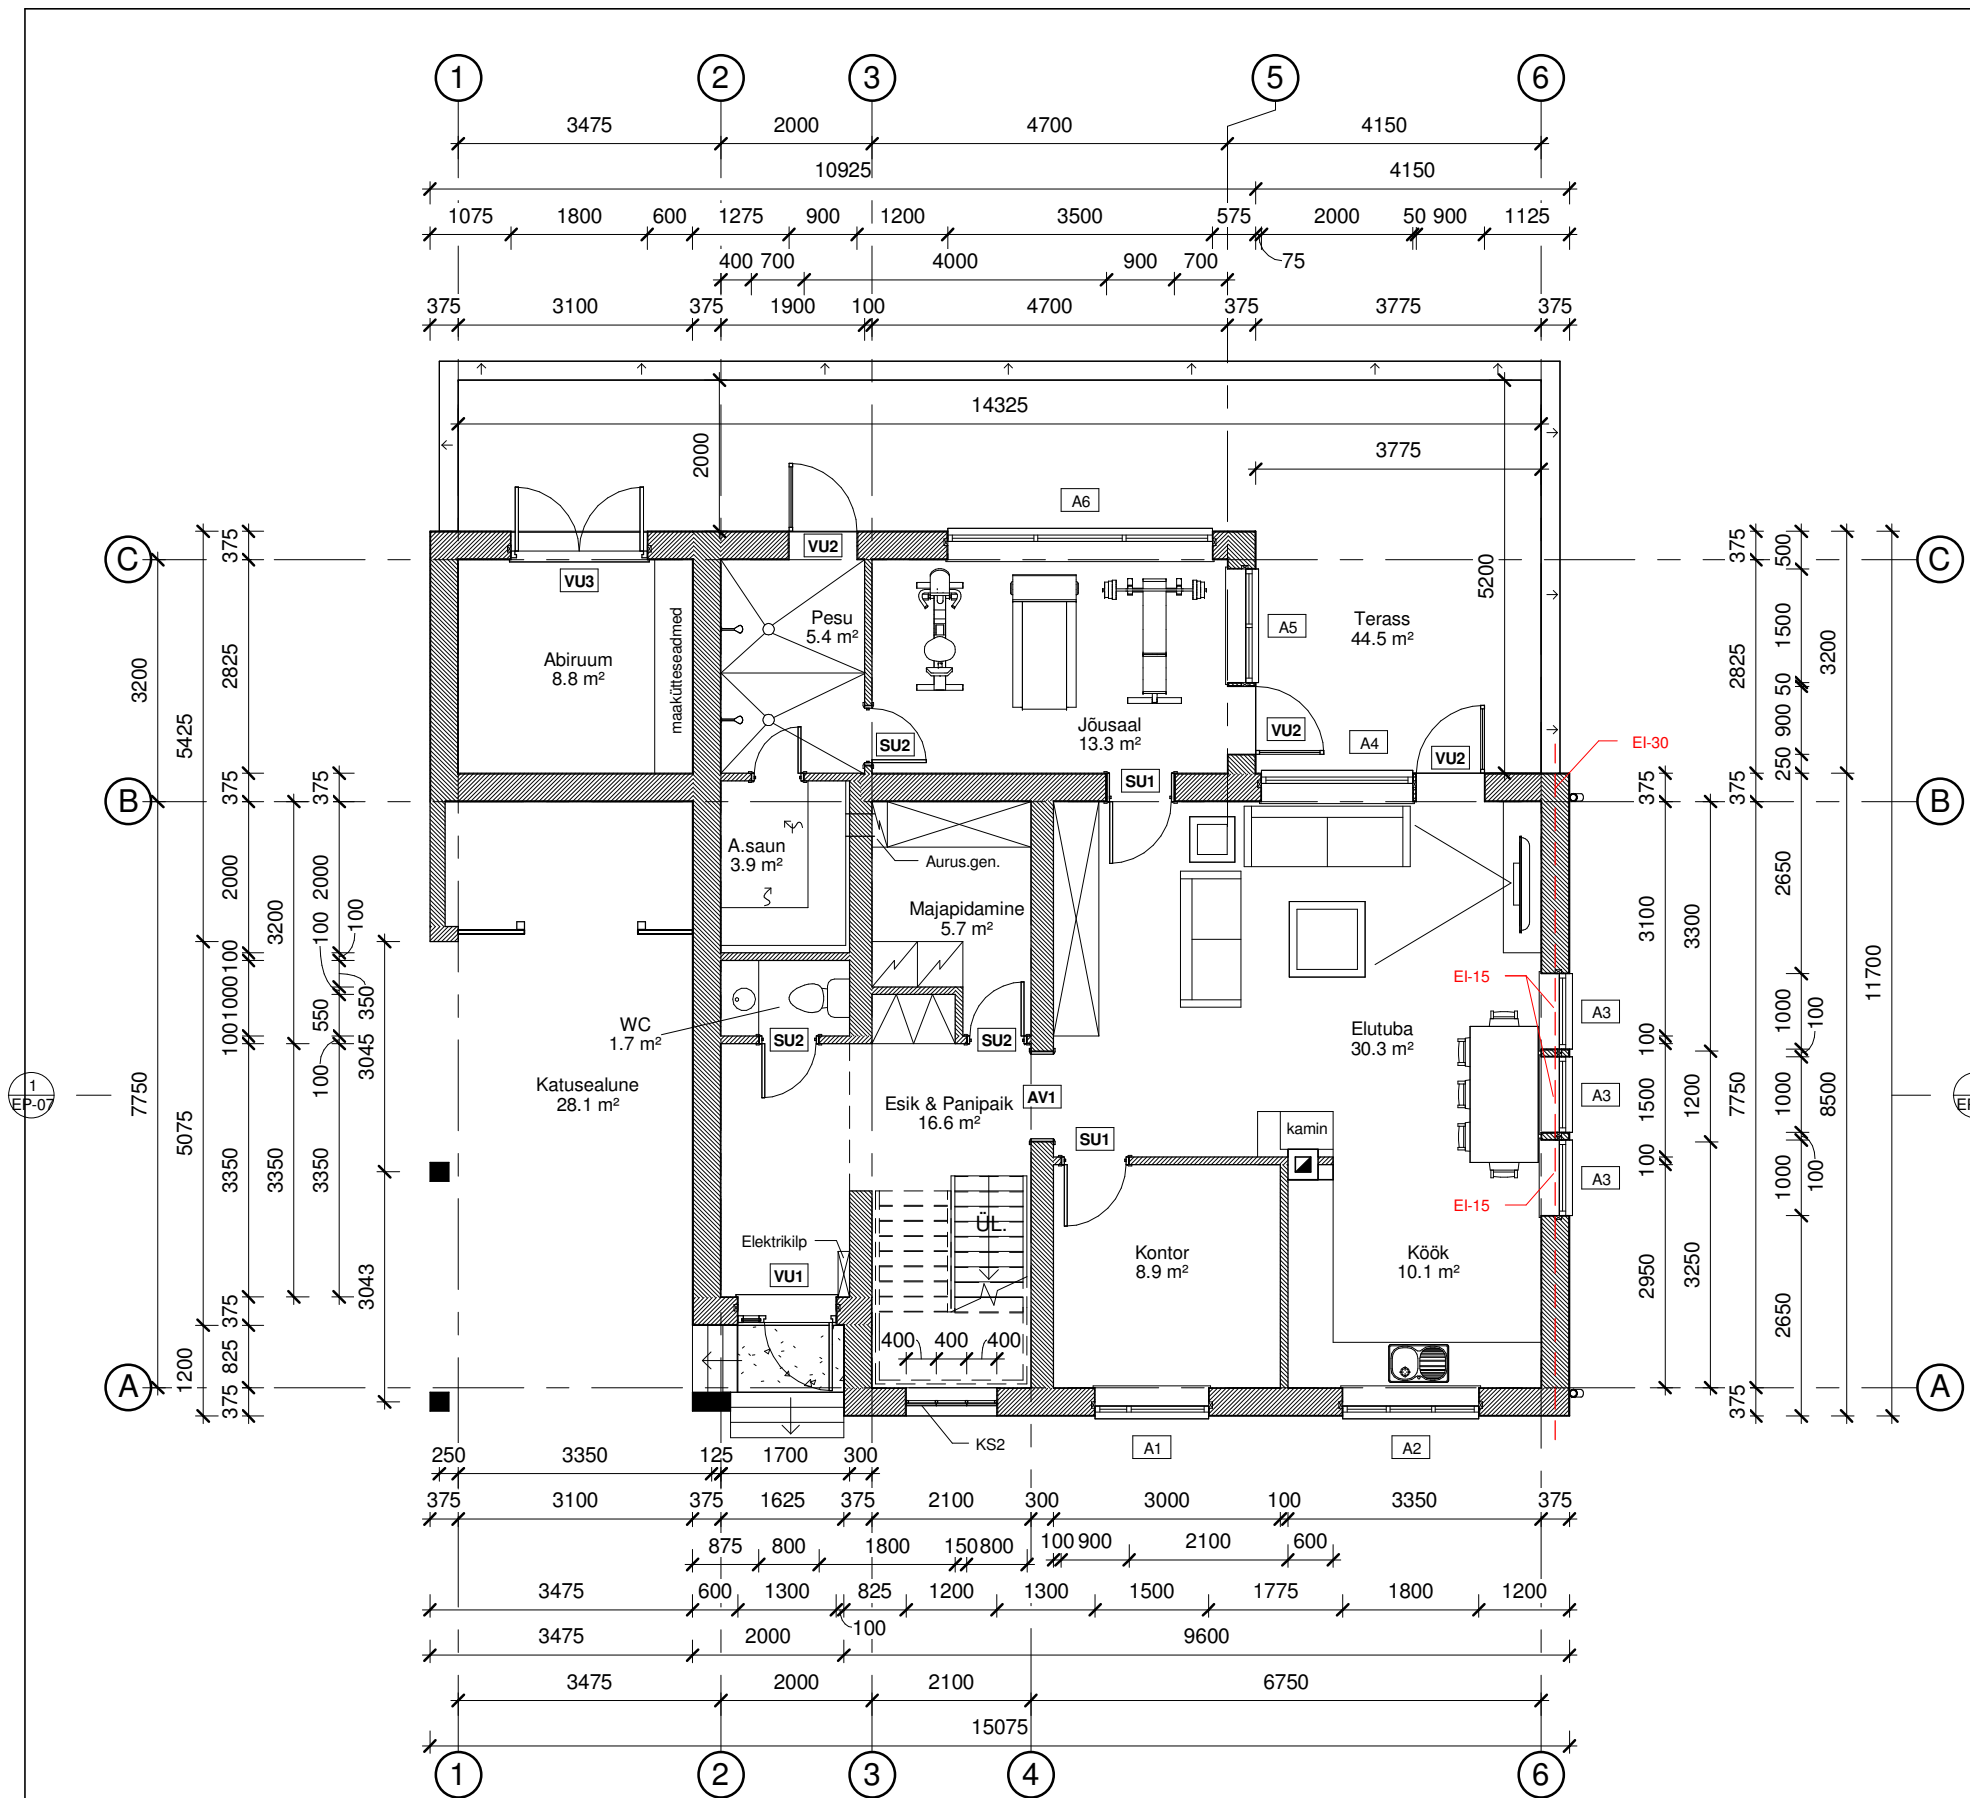 1 2 3 5 6
3475 2000 4700 4150
10925 4150
1075 1800 600 1275 900 1200 3500 575 2000 50 900 1125
400 700 4000 900 700 75
375 3100 375 1900 100 4700 375 3775 375
14325
2000
3775
5200
A6
VU2
VU3
C
C
Pesu
5.4 m²
Abiruum
8.8 m²
maakütteseadmed
A5
Terass
44.5 m²
Jõusaal
13.3 m²
SU2
VU2
A4
VU2
EI-30
SU1
B
B
A.saun
3.9 m²
Aurus.gen.
Majapidamine
5.7 m²
WC
1.7 m²
SU2
SU2
EI-15
A3
Elutuba
30.3 m²
Katusealune
28.1 m²
Esik & Panipaik
16.6 m²
AV1
A3
1
EP-07
SU1
kamin
A3
EI-15
ÜL.
Elektrikilp
VU1
Kontor
8.9 m²
Köök
10.1 m²
400 400 400
A
A
KS2
A1
A2
3200
7750
5425
5075
1200
375
2825
375
2000
100
1000
100
3350
375
825
375
3200
3350
375
2000
100
100
350
550
100
3350
3045
3043
375
3100
100
1500
100
2950
3300
1200
3250
375
2825
375
7750
375
500
1500
50
900
250
2650
1000
100
1000
100
1000
2650
3200
8500
11700
250 3350 125 1700 300
375 3100 375 1625 375 2100 300 3000 100 3350 375
875 800 1800 150 800 100 900 2100 600
3475 600 1300 825 1200 1300 1500 1775 1800 1200
100
3475 2000 9600
3475 2000 2100 6750
15075
1 2 3 4 6